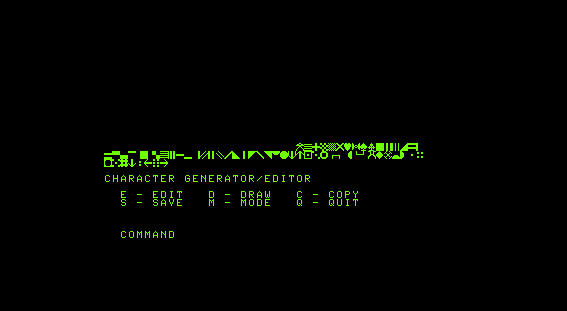 CHARACTER GENERATOR/EDITOR
E - EDIT D - DRAW C - COPY
S - SAVE M - MODE Q - QUIT
COMMAND